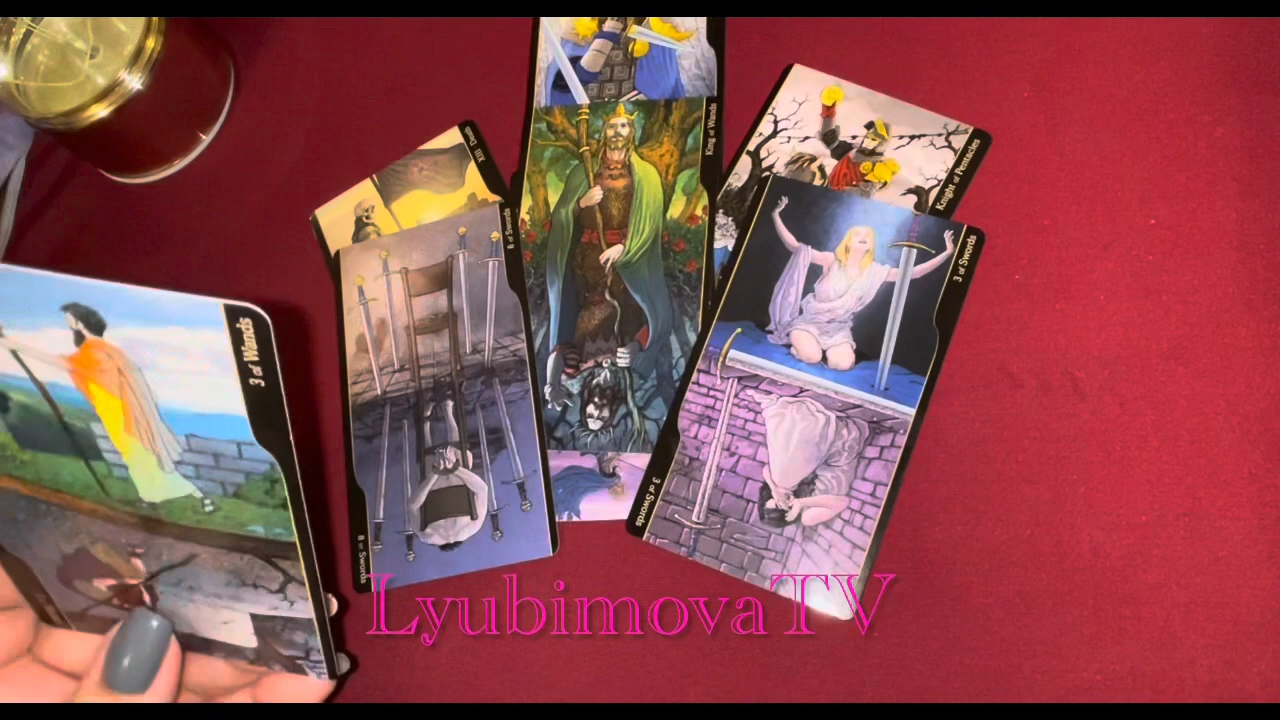 XIII Death
8 of Swords
8 of Swords
King of Wands
Knight of Pentacles
3 of Swords
3 of Swords
3 of Wands
LyubimovaTV